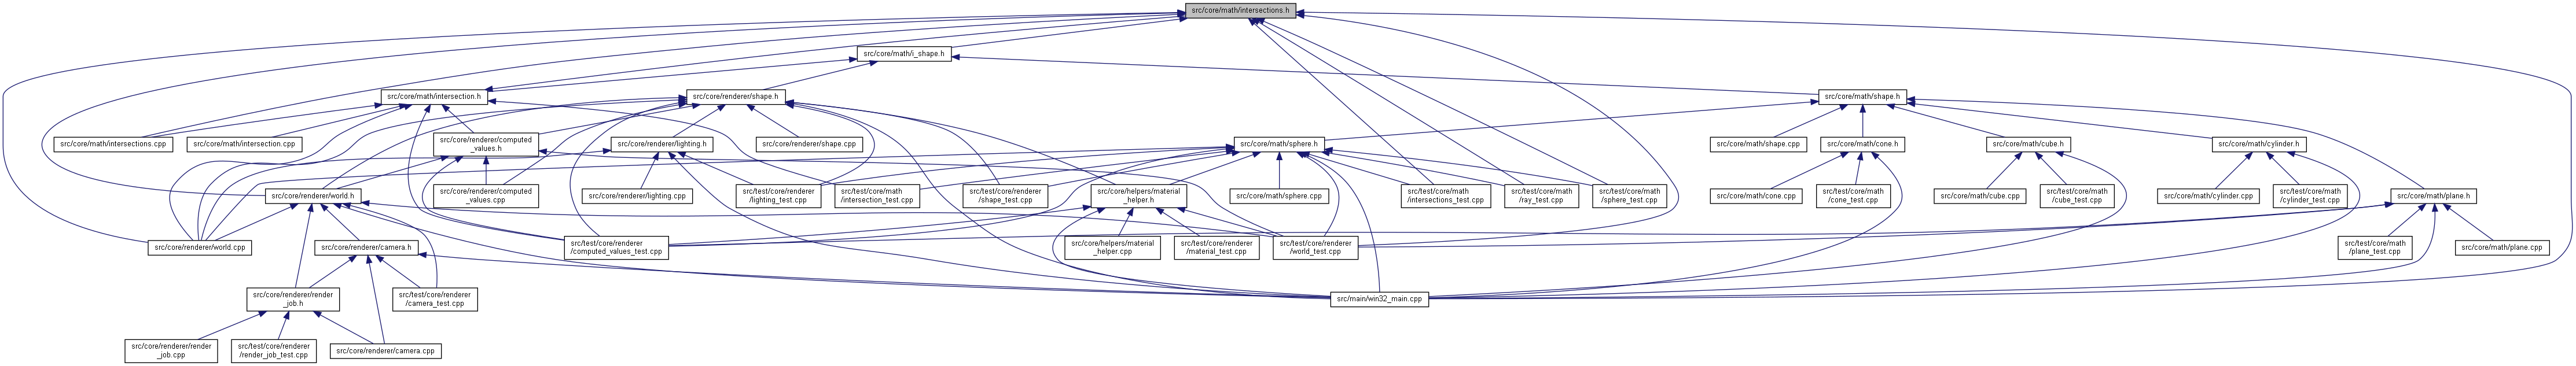 src/core/math/intersections.h
src/core/math/i_shape.h
src/core/math/intersection.h
src/core/renderer/shape.h
src/core/math/shape.h
src/core/math/intersections.cpp
src/core/math/intersection.cpp
src/core/renderer/computed
_values.h
src/core/renderer/lighting.h
src/core/renderer/shape.cpp
src/core/math/sphere.h
src/core/math/shape.cpp
src/core/math/cone.h
src/core/math/cube.h
src/core/math/cylinder.h
src/core/renderer/world.h
src/core/renderer/computed
_values.cpp
src/core/renderer/lighting.cpp
src/test/core/renderer
/lighting_test.cpp
src/test/core/math
/intersection_test.cpp
src/test/core/renderer
/shape_test.cpp
src/core/helpers/material
_helper.h
src/core/math/sphere.cpp
src/test/core/math
/intersections_test.cpp
src/test/core/math
/ray_test.cpp
src/test/core/math
/sphere_test.cpp
src/core/math/cone.cpp
src/test/core/math
/cone_test.cpp
src/core/math/cube.cpp
src/test/core/math
/cube_test.cpp
src/core/math/cylinder.cpp
src/test/core/math
/cylinder_test.cpp
src/core/math/plane.h
src/core/renderer/world.cpp
src/core/renderer/camera.h
src/test/core/renderer
/computed_values_test.cpp
src/core/helpers/material
_helper.cpp
src/test/core/renderer
/material_test.cpp
src/test/core/renderer
/world_test.cpp
src/test/core/math
/plane_test.cpp
src/core/math/plane.cpp
src/core/renderer/render
_job.h
src/test/core/renderer
/camera_test.cpp
src/main/win32_main.cpp
src/core/renderer/render
_job.cpp
src/test/core/renderer
/render_job_test.cpp
src/core/renderer/camera.cpp